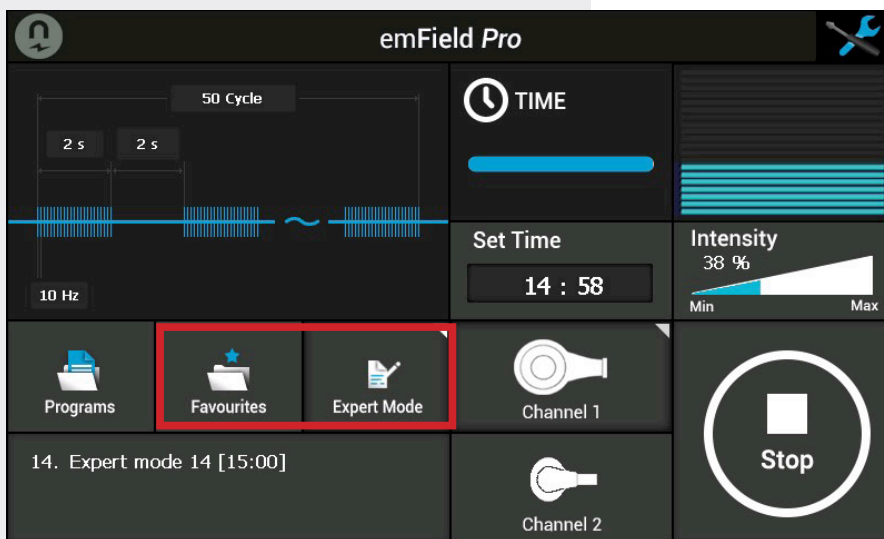 emField Pro
50 Cycle
2 s
2 s
10 Hz
TIME
Set Time
14 : 58
Intensity
38 %
Min
Max
Programs
Favourites
Expert Mode
Channel 1
14. Expert mode 14 [15:00]
Channel 2
Stop